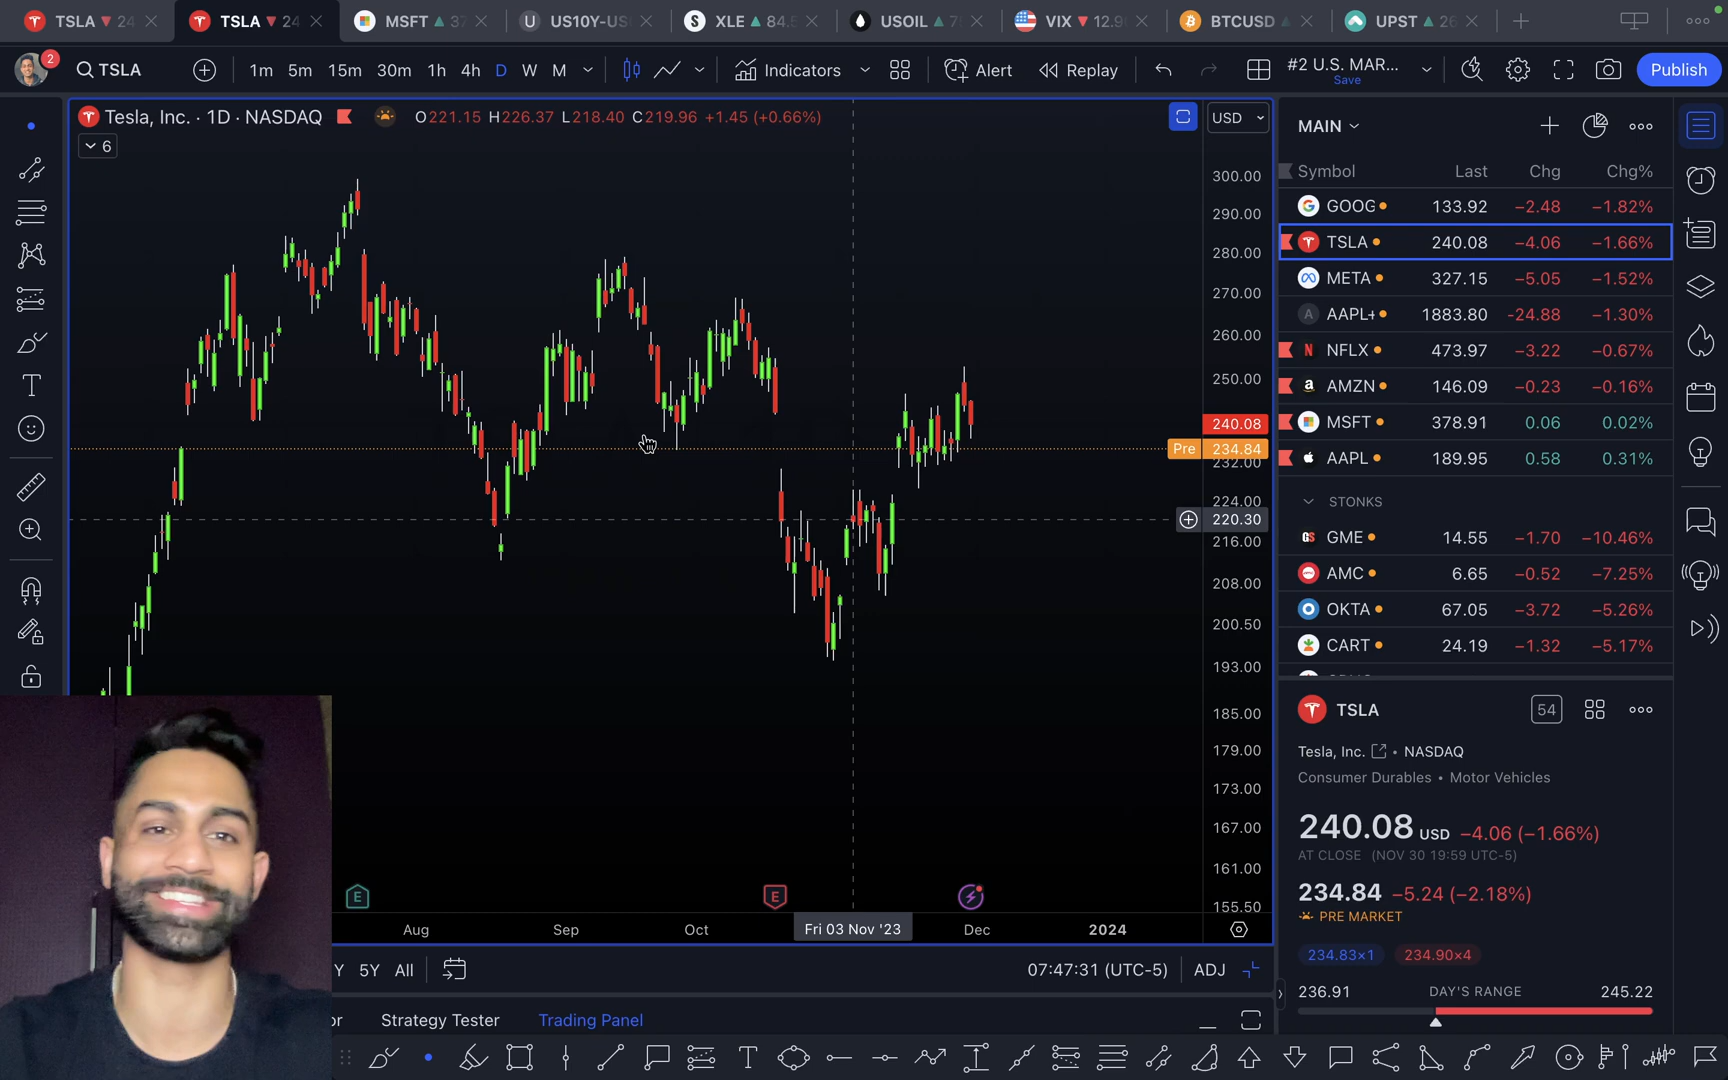 TSLA ▼ 24
TSLA ▼ 24
MSFT ▲ 37
US10Y-US
XLE ▲ 84.5
USOIL ▲ 7
VIX ▼ 12.9
BTCUSD
UPST ▲ 26
2
TSLA
1m 5m 15m 30m 1h 4h D W M
Indicators
Alert
Replay
#2 U.S. MAR...
Save
Publish
Tesla, Inc. · 1D · NASDAQ
O221.15 H226.37 L218.40 C219.96 +1.45 (+0.66%)
6
USD
300.00
290.00
280.00
270.00
260.00
250.00
240.08
Pre 234.84
232.00
224.00
220.30
216.00
208.00
200.50
193.00
185.00
179.00
173.00
167.00
161.00
155.50
E
E
Aug
Sep
Oct
Fri 03 Nov '23
Dec
2024
Y 5Y All
07:47:31 (UTC-5)
ADJ
or
Strategy Tester
Trading Panel
MAIN
Symbol Last Chg Chg%
GOOG 133.92 −2.48 −1.82%
TSLA 240.08 −4.06 −1.66%
META 327.15 −5.05 −1.52%
AAPL+ 1883.80 -24.88 −1.30%
NFLX 473.97 −3.22 −0.67%
AMZN 146.09 −0.23 −0.16%
MSFT 378.91 0.06 0.02%
AAPL 189.95 0.58 0.31%
STONKS
GME 14.55 −1.70 −10.46%
AMC 6.65 −0.52 −7.25%
OKTA 67.05 −3.72 −5.26%
CART 24.19 −1.32 −5.17%
TSLA
54
Tesla, Inc. • NASDAQ
Consumer Durables • Motor Vehicles
240.08 USD −4.06 (−1.66%)
AT CLOSE (NOV 30 19:59 UTC-5)
234.84 −5.24 (−2.18%)
PRE MARKET
234.83×1 234.90×4
236.91 DAY'S RANGE 245.22